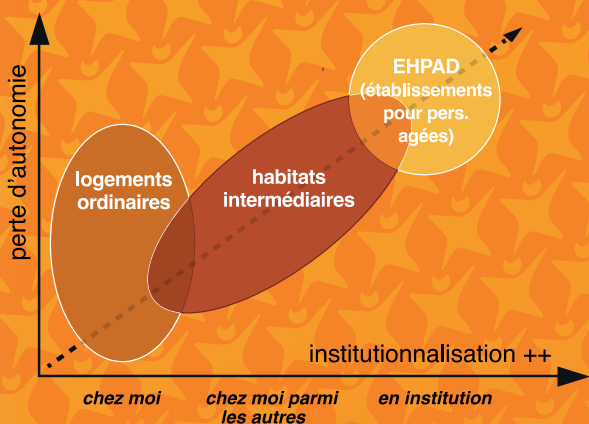 perte d'autonomie
EHPAD
(établissements
pour pers.
agées)
logements
ordinaires
habitats
intermédiaires
institutionnalisation ++
chez moi
chez moi parmi
les autres
en institution